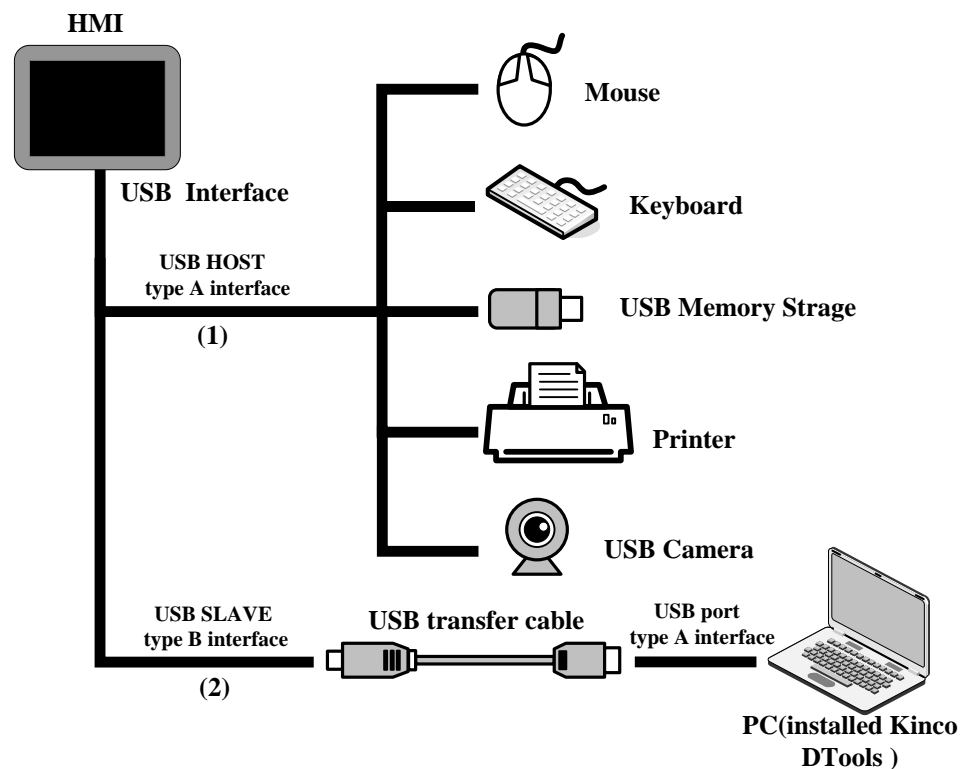 HMI
Mouse
USB Interface
Keyboard
USB HOST
type A interface
(1)
USB Memory Strage
Printer
USB Camera
USB SLAVE
type B interface
(2)
USB transfer cable
USB port
type A interface
PC(installed Kinco
DTools )